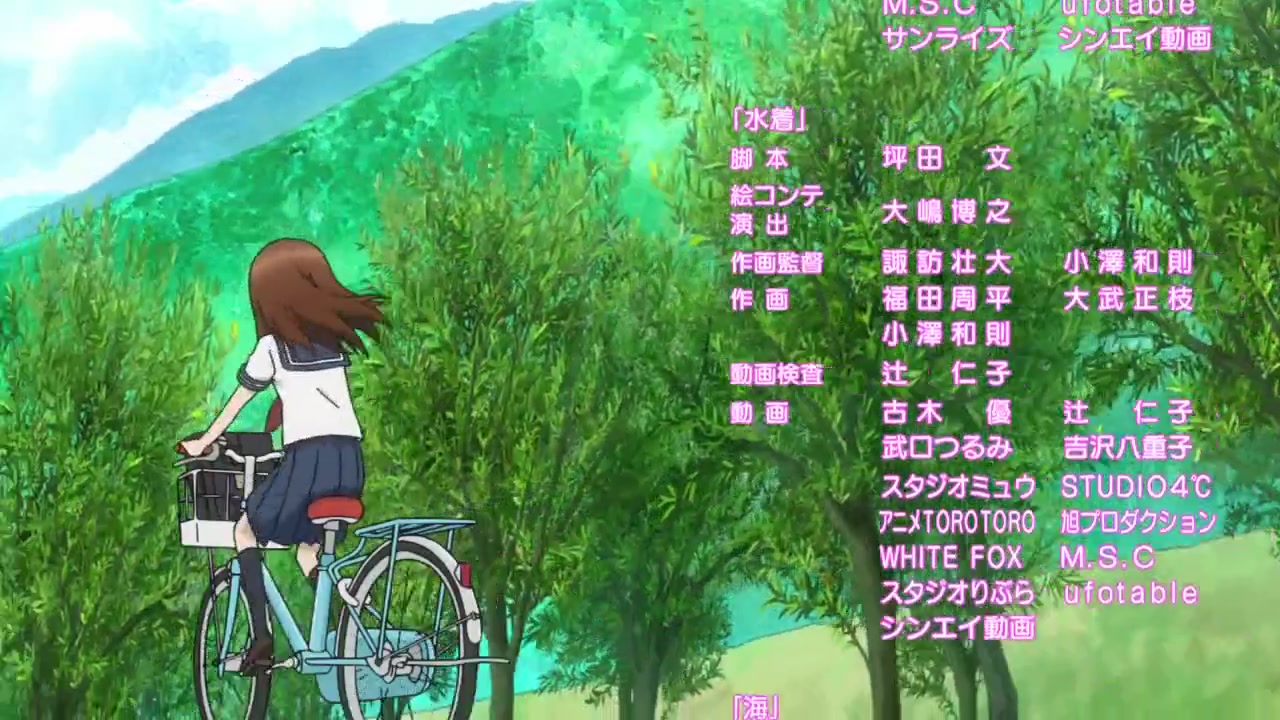 M.S.C ufotable
サンライズ シンエイ動画
「水着」
脚本 坪田 文
絵コンテ
演出 大嶋博之
作画監督 諏訪壮大 小澤和則
作画 福田周平 大武正枝
小澤和則
動画検査 辻 仁子
動画 古木 優 辻 仁子
武口つるみ 吉沢八重子
スタジオミュウ STUDIO4℃
アニメTOROTORO 旭プロダクション
WHITE FOX M.S.C
スタジオりぶら ufotable
シンエイ動画
「海」